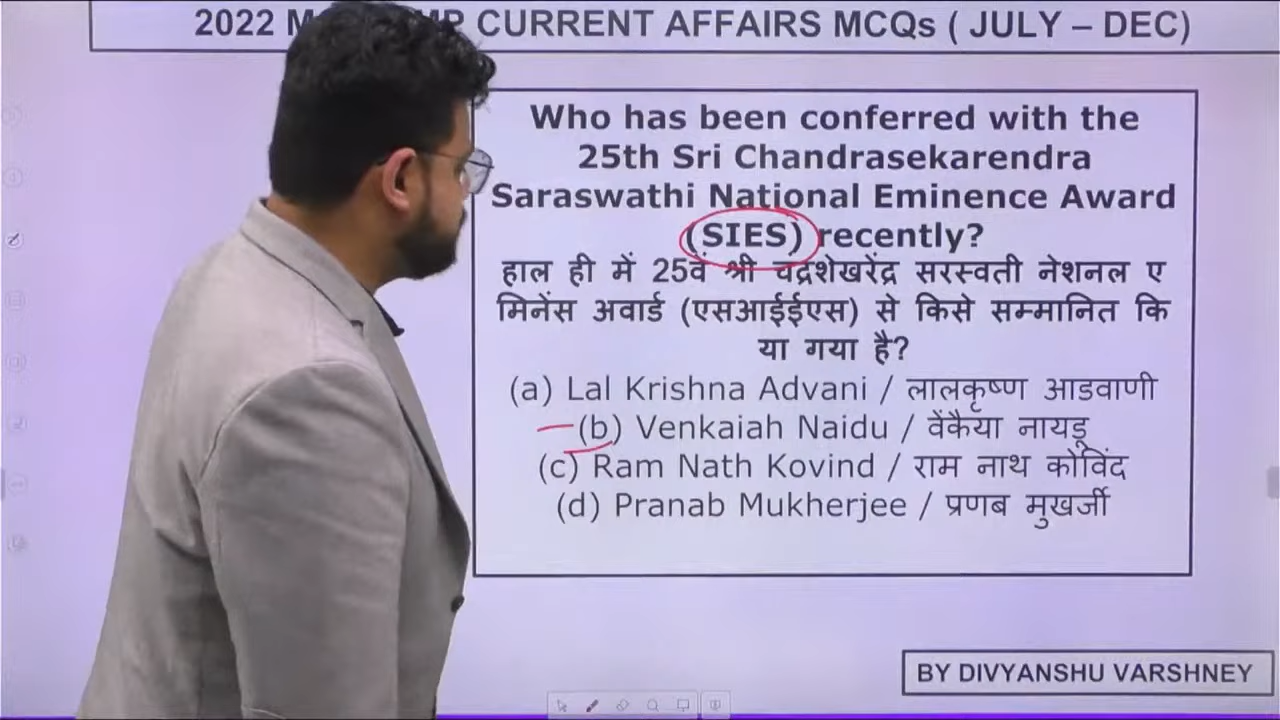 2022 CURRENT AFFAIRS MCQs ( JULY – DEC)
Who has been conferred with the
25th Sri Chandrasekarendra
Saraswathi National Eminence Award
(SIES) recently?
हाल ही में 25वें श्री चंद्रशेखरेंद्र सरस्वती नेशनल ए
मिनेंस अवार्ड (एसआईईएस) से किसे सम्मानित कि
या गया है?
(a) Lal Krishna Advani / लालकृष्ण आडवाणी
(b) Venkaiah Naidu / वेंकैया नायडू
(c) Ram Nath Kovind / राम नाथ कोविंद
(d) Pranab Mukherjee / प्रणब मुखर्जी
BY DIVYANSHU VARSHNEY